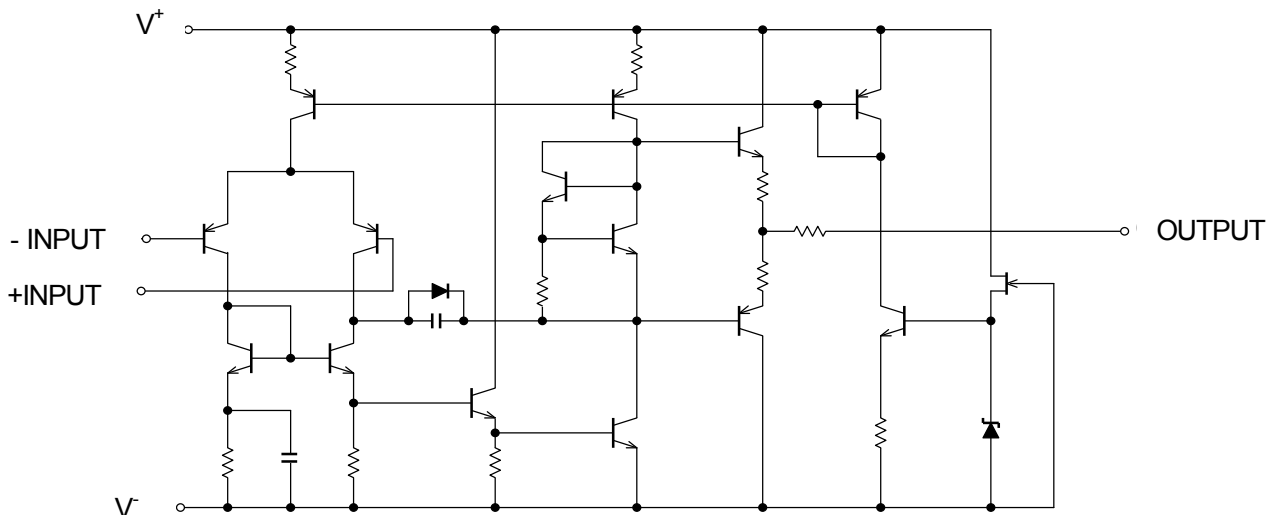 V+
- INPUT
OUTPUT
+INPUT
V-